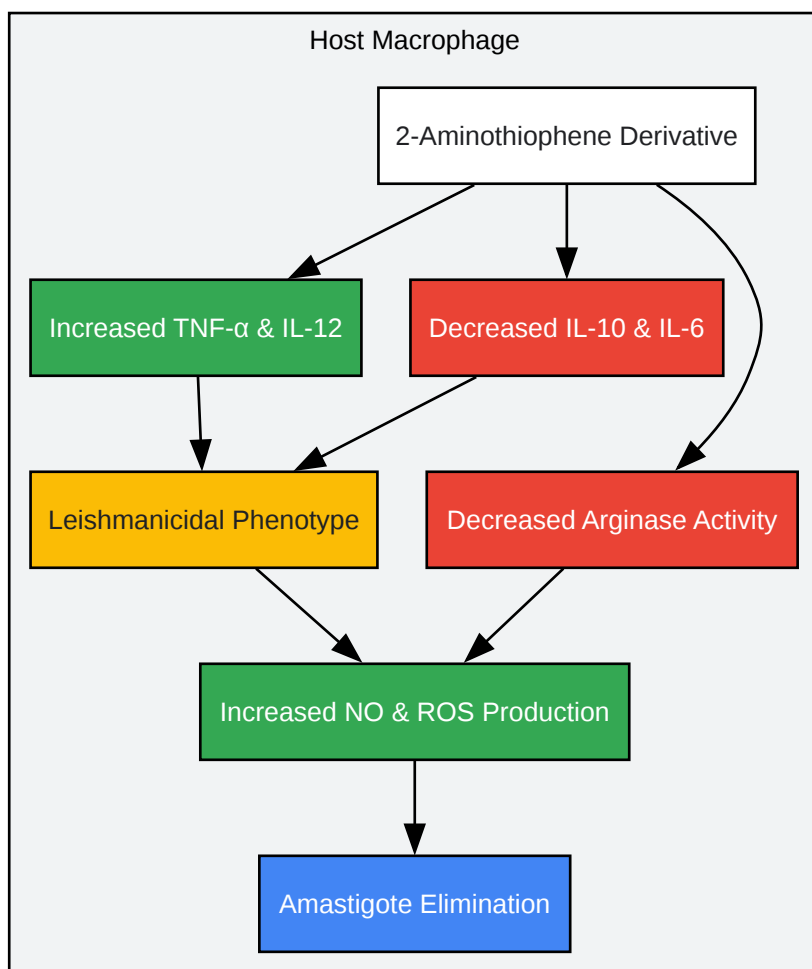 Host Macrophage
2-Aminothiophene Derivative
Increased TNF-α & IL-12
Decreased IL-10 & IL-6
Leishmanicidal Phenotype
Decreased Arginase Activity
Increased NO & ROS Production
Amastigote Elimination